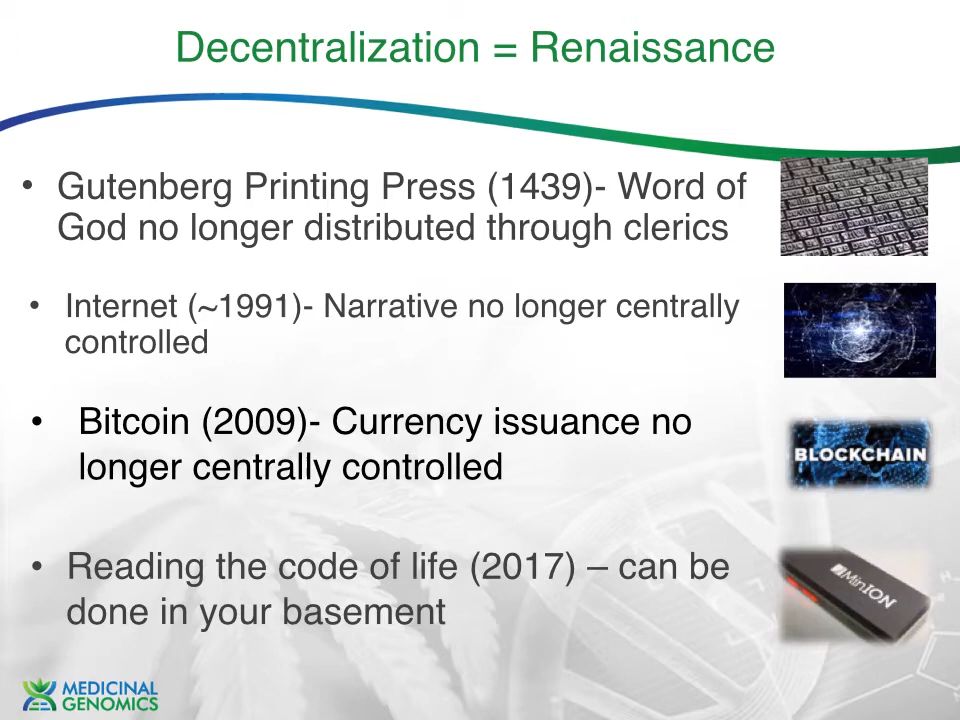 Decentralization = Renaissance
• Gutenberg Printing Press (1439)- Word of
God no longer distributed through clerics
• Internet (~1991)- Narrative no longer centrally
controlled
• Bitcoin (2009)- Currency issuance no
longer centrally controlled
BLOCKCHAIN
• Reading the code of life (2017) – can be
done in your basement
MinION
MEDICINAL
GENOMICS